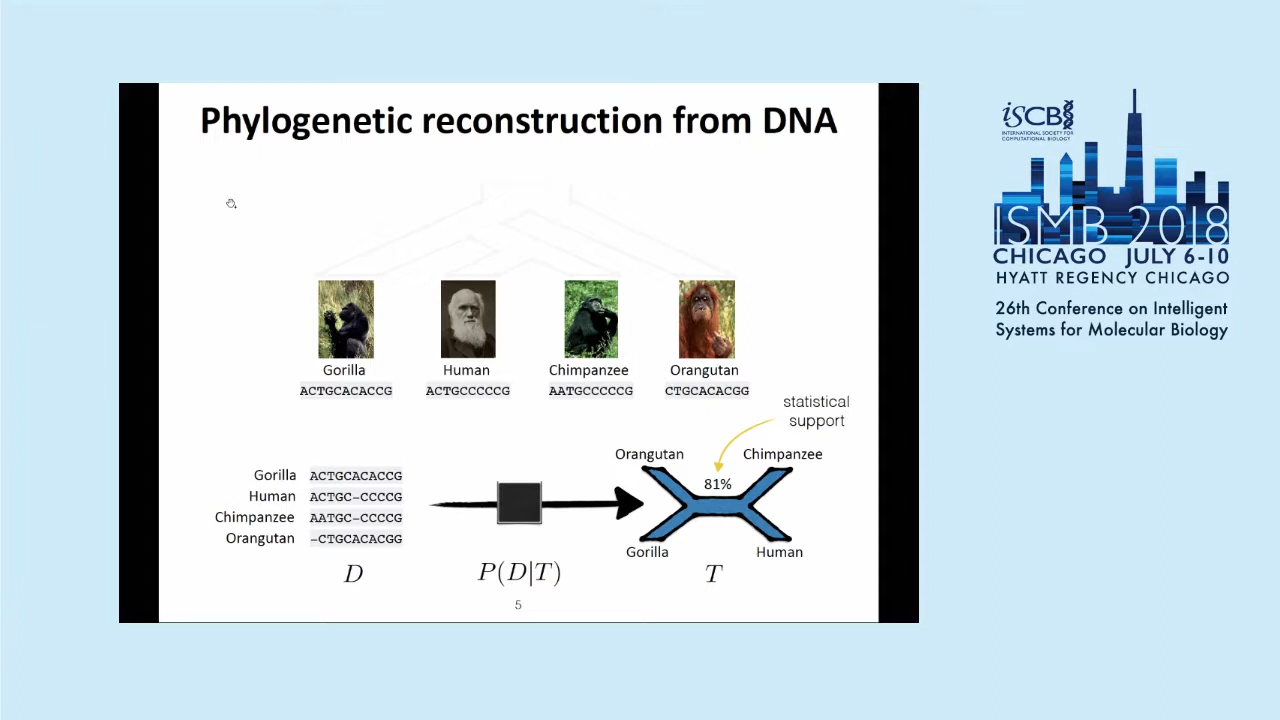 Phylogenetic reconstruction from DNA
Gorilla
Human
Chimpanzee
Orangutan
ACTGCACACCG
ACTGCCCCCG
AATGCCCCCG
CTGCACACGG
statistical
support
Gorilla ACTGCACACCG
Human ACTGC-CCCCG
Chimpanzee AATGC-CCCCG
Orangutan -CTGCACACGG
D
P(D|T)
Orangutan
Chimpanzee
81%
Gorilla
Human
T
5
iSCB
INTERNATIONAL SOCIETY FOR
COMPUTATIONAL BIOLOGY
ISMB 2018
CHICAGO JULY 6-10
HYATT REGENCY CHICAGO
26th Conference on Intelligent
Systems for Molecular Biology